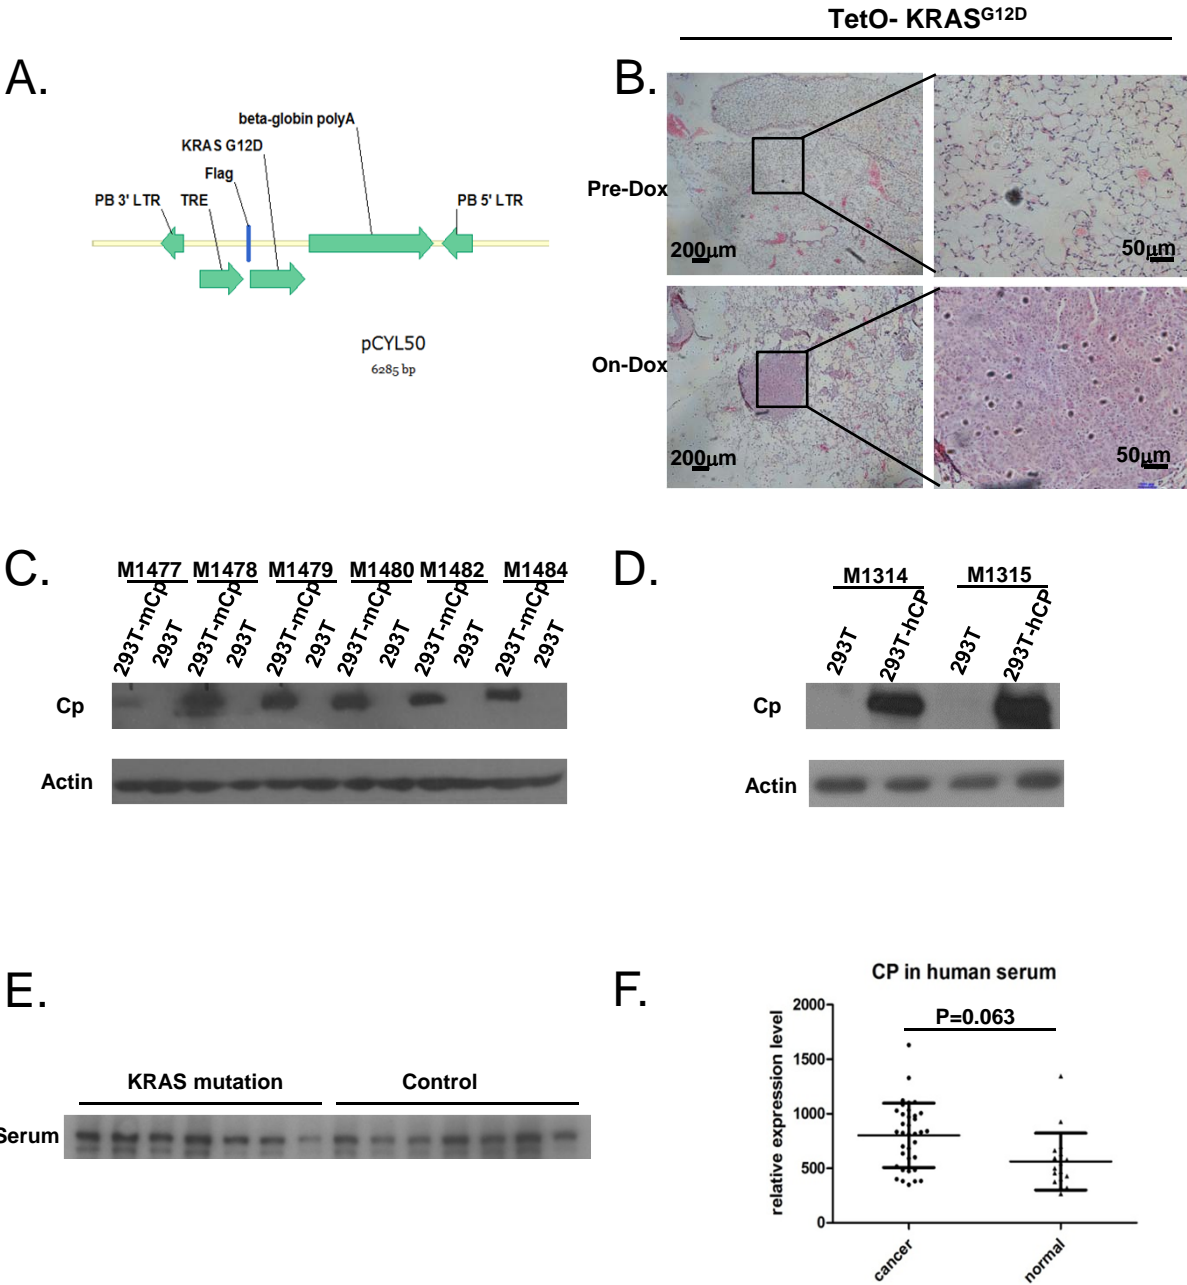 TetO- KRASG12D
A.
beta-globin polyA
KRAS G12D
Flag
PB 3' LTR
TRE
PB 5' LTR
pCYL50
6285 bp
B.
Pre-Dox
200μm
50μm
On-Dox
200μm
50μm
C.
M1477 M1478 M1479 M1480 M1482 M1484
293T-mCp 293T 293T-mCp 293T 293T-mCp 293T 293T-mCp 293T 293T-mCp 293T 293T-mCp 293T
Cp
Actin
D.
M1314 M1315
293T 293T-hCP 293T 293T-hCP
Cp
Actin
E.
KRAS mutation Control
Serum
F.
CP in human serum
P=0.063
relative expression level
2000
1500
1000
500
0
cancer normal